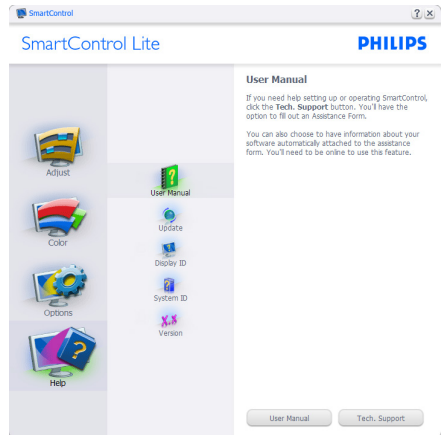 SmartControl
SmartControl Lite
PHILIPS
Adjust
Color
Options
Help
User Manual
Update
Display ID
System ID
X.X
Version
User Manual
If you need help setting up or operating SmartControl,
click the Tech. Support button. You'll have the
option to fill out an Assistance Form.
You can also choose to have information about your
software automatically attached to the assistance
form. You'll need to be online to use this feature.
User Manual
Tech. Support